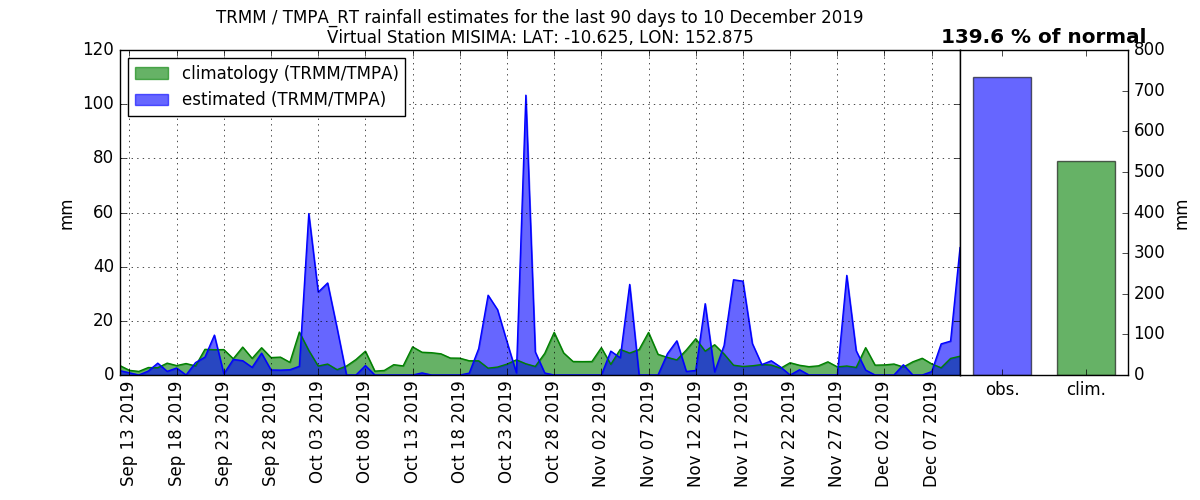 TRMM / TMPA_RT rainfall estimates for the last 90 days to 10 December 2019
Virtual Station MISIMA: LAT: -10.625, LON: 152.875
139.6 % of normal
climatology (TRMM/TMPA)
estimated (TRMM/TMPA)
mm
120
100
80
60
40
20
0
Sep 13 2019
Sep 18 2019
Sep 23 2019
Sep 28 2019
Oct 03 2019
Oct 08 2019
Oct 13 2019
Oct 18 2019
Oct 23 2019
Oct 28 2019
Nov 02 2019
Nov 07 2019
Nov 12 2019
Nov 17 2019
Nov 22 2019
Nov 27 2019
Dec 02 2019
Dec 07 2019
obs.
clim.
800
700
600
500
400
300
200
100
0
mm